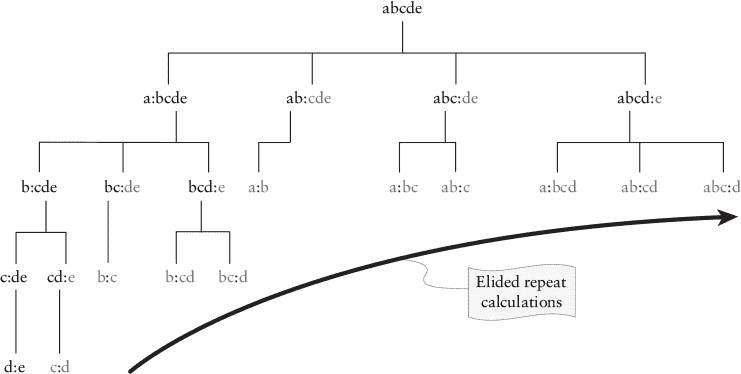 abcde
a:bcde ab:cde abc:de abcd:e
b:cde bc:de bcd:e a:b a:bc ab:c a:bcd ab:cd abc:d
c:de cd:e b:c b:cd bc:d
Elided repeat
calculations
d:e c:d